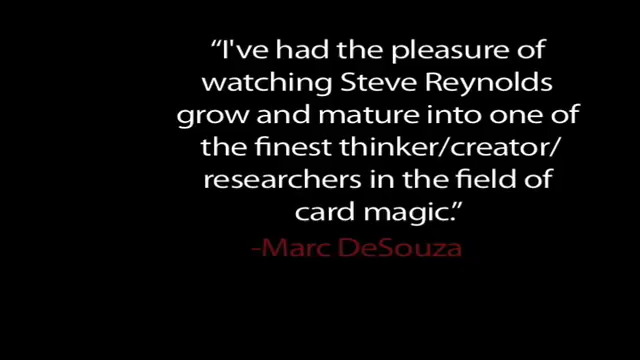 “I've had the pleasure of
watching Steve Reynolds
grow and mature into one of
the finest thinker/creator/
researchers in the field of
card magic.”
-Marc DeSouza